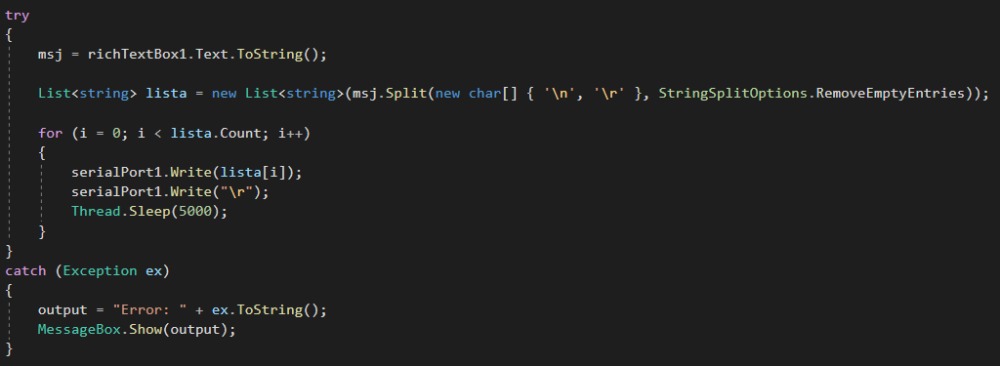 try
{
    msj = richTextBox1.Text.ToString();
    List<string> lista = new List<string>(msj.Split(new char[] { '\n', '\r' }, StringSplitOptions.RemoveEmptyEntries));
    for (i = 0; i < lista.Count; i++)
    {
        serialPort1.Write(lista[i]);
        serialPort1.Write("\r");
        Thread.Sleep(5000);
    }
}
catch (Exception ex)
{
    output = "Error: " + ex.ToString();
    MessageBox.Show(output);
}